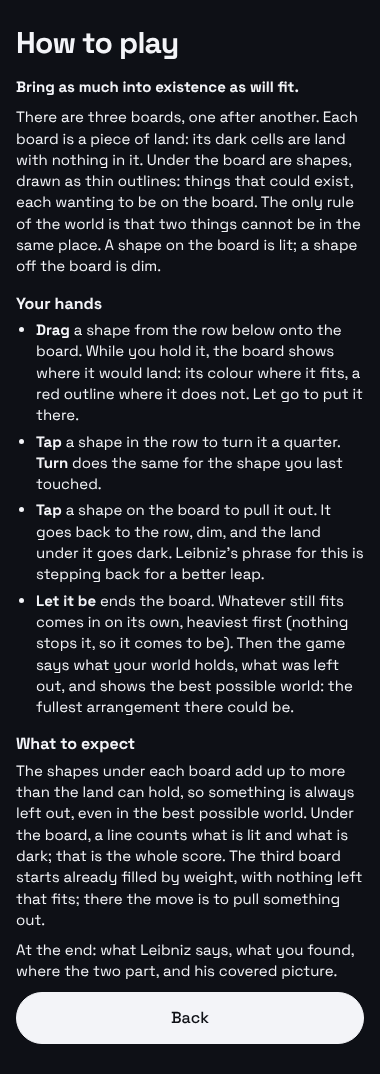 How to play
Bring as much into existence as will fit.
There are three boards, one after another. Each
board is a piece of land: its dark cells are land
with nothing in it. Under the board are shapes,
drawn as thin outlines: things that could exist,
each wanting to be on the board. The only rule
of the world is that two things cannot be in the
same place. A shape on the board is lit; a shape
off the board is dim.
Your hands
• Drag a shape from the row below onto the
board. While you hold it, the board shows
where it would land: its colour where it fits, a
red outline where it does not. Let go to put it
there.
• Tap a shape in the row to turn it a quarter.
Turn does the same for the shape you last
touched.
• Tap a shape on the board to pull it out. It
goes back to the row, dim, and the land
under it goes dark. Leibniz's phrase for this is
stepping back for a better leap.
• Let it be ends the board. Whatever still fits
comes in on its own, heaviest first (nothing
stops it, so it comes to be). Then the game
says what your world holds, what was left
out, and shows the best possible world: the
fullest arrangement there could be.
What to expect
The shapes under each board add up to more
than the land can hold, so something is always
left out, even in the best possible world. Under
the board, a line counts what is lit and what is
dark; that is the whole score. The third board
starts already filled by weight, with nothing left
that fits; there the move is to pull something
out.
At the end: what Leibniz says, what you found,
where the two part, and his covered picture.
Back